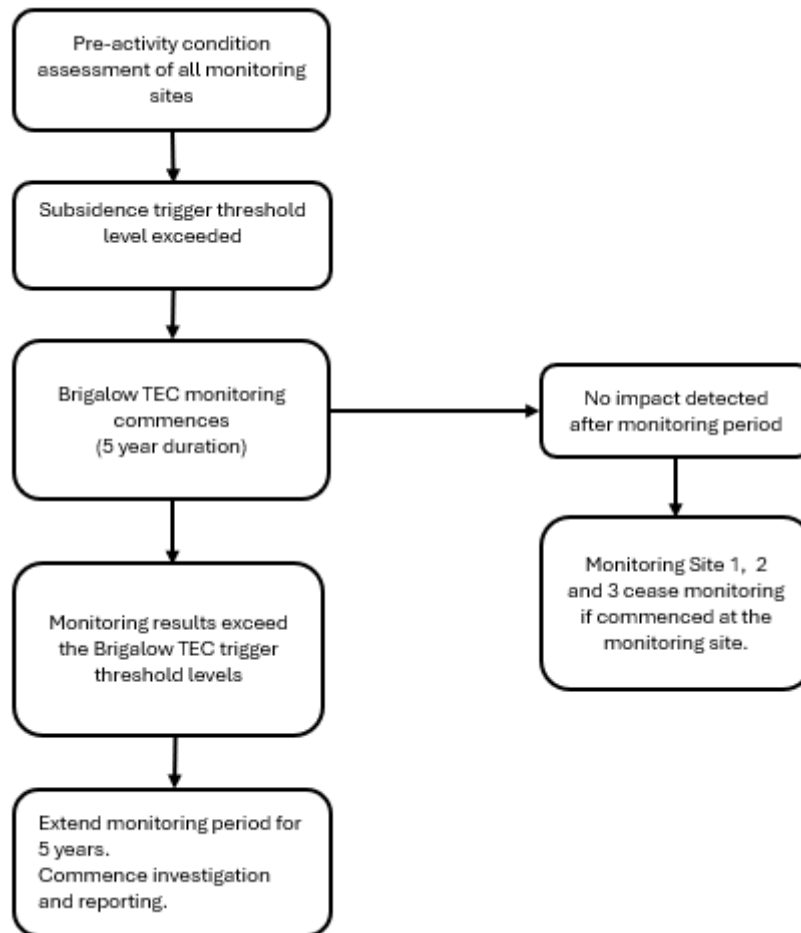 Pre-activity condition
assessment of all monitoring
sites
Subsidence trigger threshold
level exceeded
Brigalow TEC monitoring
commences
(5 year duration)
No impact detected
after monitoring period
Monitoring Site 1, 2
and 3 cease monitoring
if commenced at the
monitoring site.
Monitoring results exceed
the Brigalow TEC trigger
threshold levels
Extend monitoring period for
5 years.
Commence investigation
and reporting.